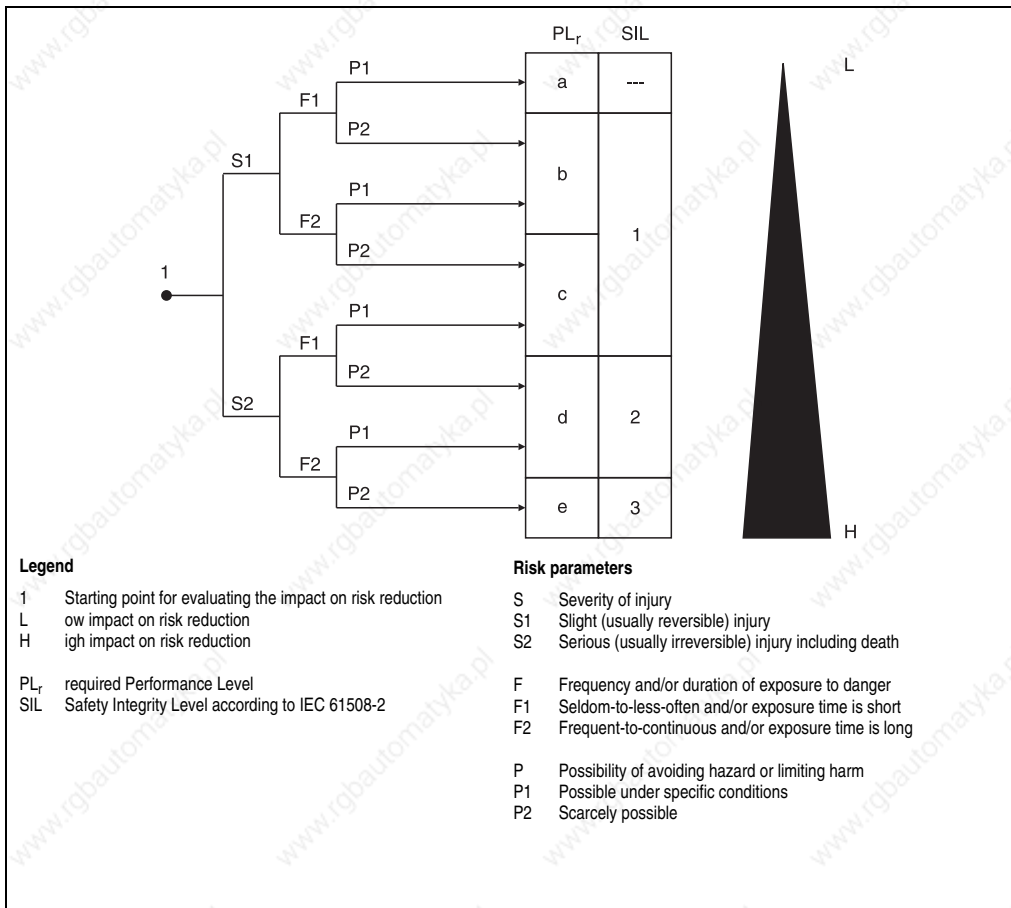 PLr SIL
P1 a --- L
F1
P2
S1 b
P1
F2 1
P2
1 c
P1
F1
P2
S2 d 2
P1
F2
P2 e 3
H
Legend
1 Starting point for evaluating the impact on risk reduction
L ow impact on risk reduction
H igh impact on risk reduction
PLr required Performance Level
SIL Safety Integrity Level according to IEC 61508-2
Risk parameters
S Severity of injury
S1 Slight (usually reversible) injury
S2 Serious (usually irreversible) injury including death
F Frequency and/or duration of exposure to danger
F1 Seldom-to-less-often and/or exposure time is short
F2 Frequent-to-continuous and/or exposure time is long
P Possibility of avoiding hazard or limiting harm
P1 Possible under specific conditions
P2 Scarcely possible
www.rgbautomatyka.pl